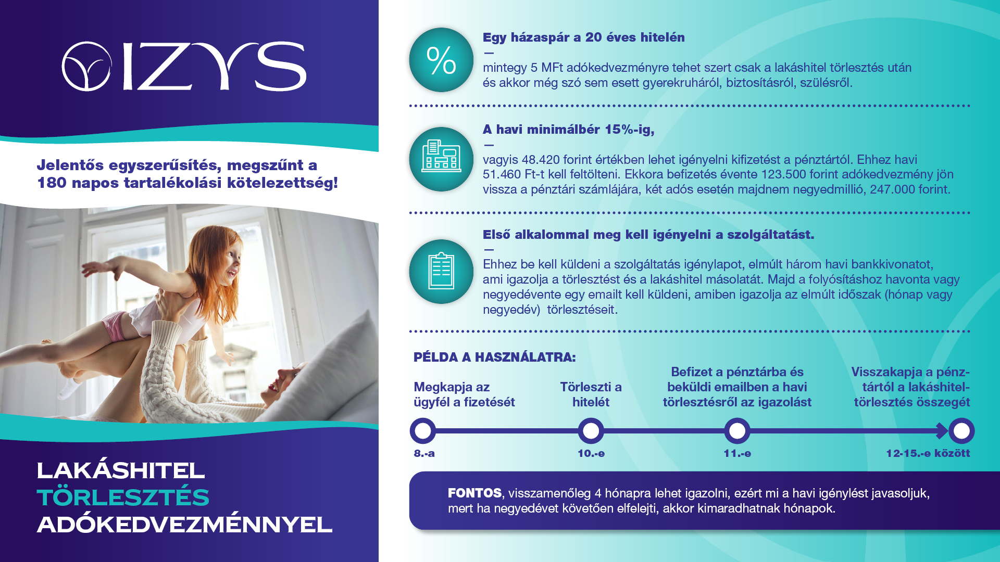 IZYS
Jelentős egyszerűsítés, megszűnt a
180 napos tartalékolási kötelezettség!
LAKÁSHITEL
TÖRLESZTÉS
ADÓKEDVEZMÉNNYEL
%
Egy házaspár a 20 éves hitelén
—
mintegy 5 MFt adókedvezményre tehet szert csak a lakáshitel törlesztés után
és akkor még szó sem esett gyerekruháról, biztosításról, szülésről.
A havi minimálbér 15%-ig,
—
vagyis 48.420 forint értékben lehet igényelni kifizetést a pénztártól. Ehhez havi
51.460 Ft-t kell feltölteni. Ekkora befizetés évente 123.500 forint adókedvezmény jön
vissza a pénztári számlájára, két adós esetén majdnem negyedmillió, 247.000 forint.
Első alkalommal meg kell igényelni a szolgáltatást.
—
Ehhez be kell küldeni a szolgáltatás igénylapot, elmúlt három havi bankkivonatot,
ami igazolja a törlesztést és a lakáshitel másolatát. Majd a folyósításhoz havonta vagy
negyedévente egy emailt kell küldeni, amiben igazolja az elmúlt időszak (hónap vagy
negyedév)  törlesztéseit.
PÉLDA A HASZNÁLATRA:
Megkapja az
ügyfél a fizetését
8.-a
Törleszti a
hitelét
10.-e
Befizet a pénztárba és
beküldi emailben a havi
törlesztésről az igazolást
11.-e
Visszakapja a pénz-
tártól a lakáshitel-
törlesztés összegét
12-15.-e között
FONTOS, visszamenőleg 4 hónapra lehet igazolni, ezért mi a havi igénylést javasoljuk,
mert ha negyedévet követően elfelejti, akkor kimaradhatnak hónapok.